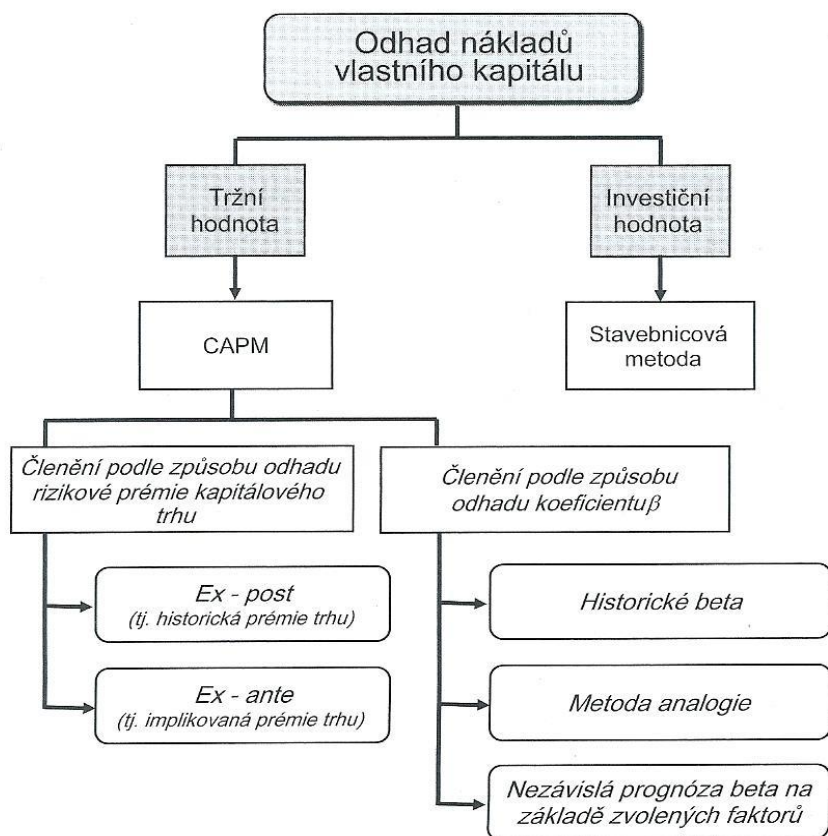 Odhad nákladů
vlastního kapitálu
Tržní
hodnota
Investiční
hodnota
CAPM
Stavebnicová
metoda
Členění podle způsobu odhadu
rizikové prémie kapitálového
trhu
Členění podle způsobu
odhadu koeficientuβ
Ex - post
(tj. historická prémie trhu)
Ex - ante
(tj. implikovaná prémie trhu)
Historické beta
Metoda analogie
Nezávislá prognóza beta na
základě zvolených faktorů